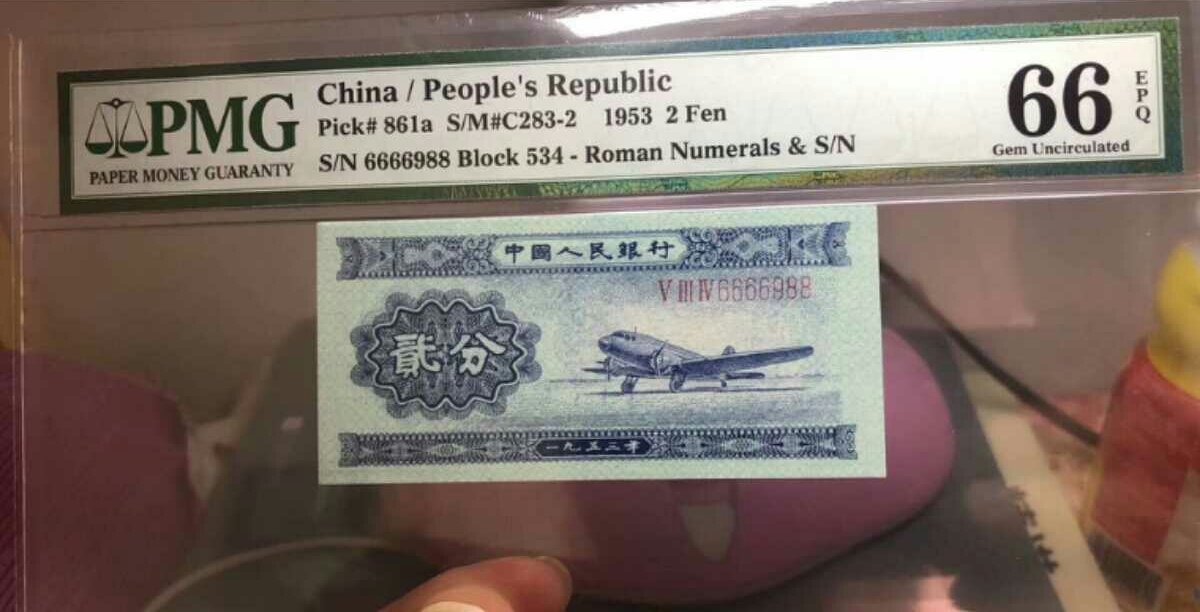 PMG
PAPER MONEY GUARANTY
China / People's Republic
Pick# 861a S/M#C283-2 1953 2 Fen
S/N 6666988 Block 534 - Roman Numerals & S/N
66
EPQ
Gem Uncirculated
中國人民銀行
V III IV 6666988
貳分
一九五三年